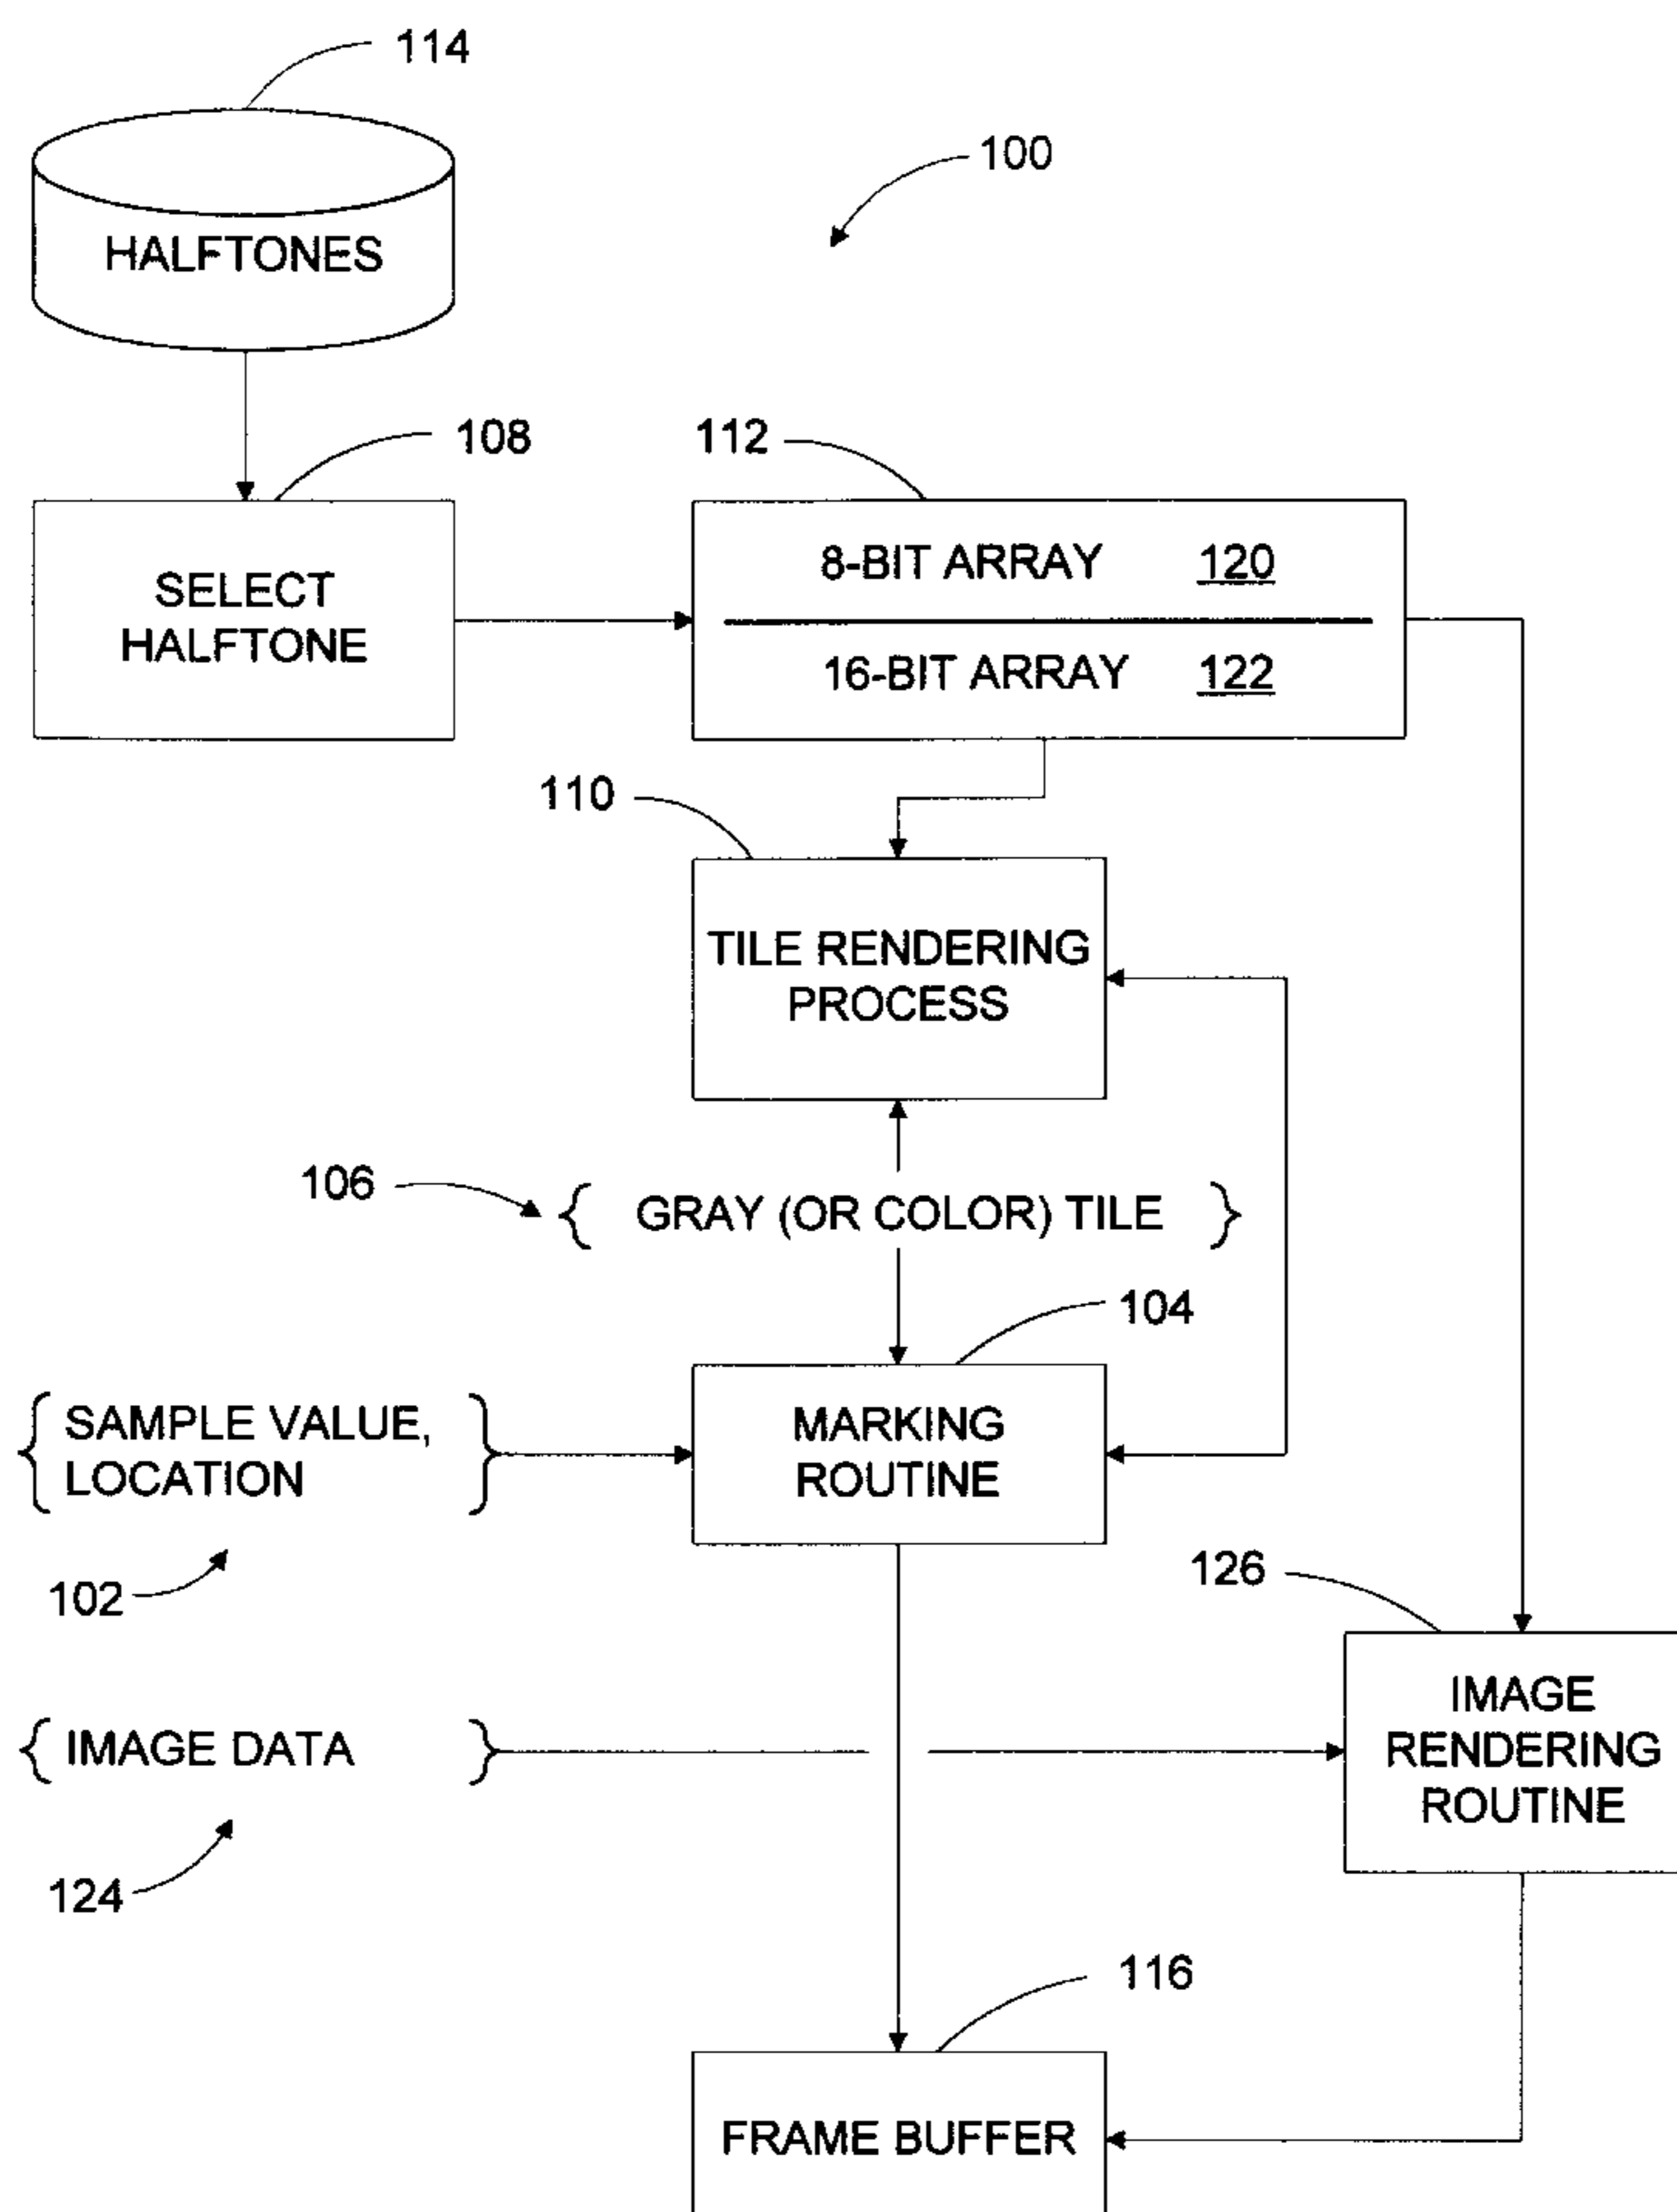 114
100
HALFTONES
108
112
SELECT
HALFTONE
8-BIT ARRAY 120
16-BIT ARRAY 122
110
TILE RENDERING
PROCESS
106
{ GRAY (OR COLOR) TILE }
104
{ SAMPLE VALUE,
LOCATION }
MARKING
ROUTINE
102
126
{ IMAGE DATA }
IMAGE
RENDERING
ROUTINE
124
116
FRAME BUFFER